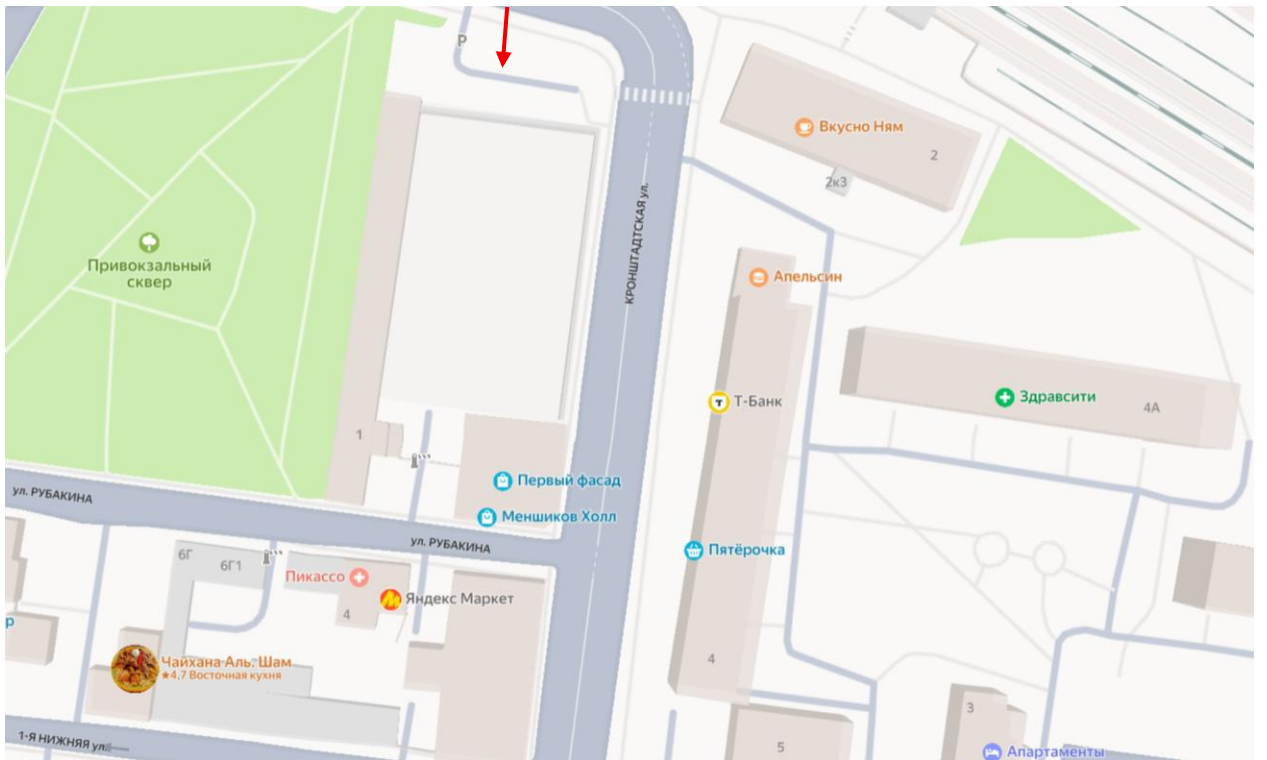 P
Вкусно Ням
2
2к3
КРОНШТАДТСКАЯ ул.
Привокзальный
сквер
Апельсин
Т
Т-Банк
Здравсити
4А
1
Первый фасад
ул. РУБАКИНА
Меншиков Холл
ул. РУБАКИНА
6Г
6Г1
Пикассо
Яндекс Маркет
4
Пятёрочка
р
Чайхана Аль. Шам
★4,7 Восточная кухня
4
3
1-Я НИЖНЯЯ ул.
5
Апартаменты